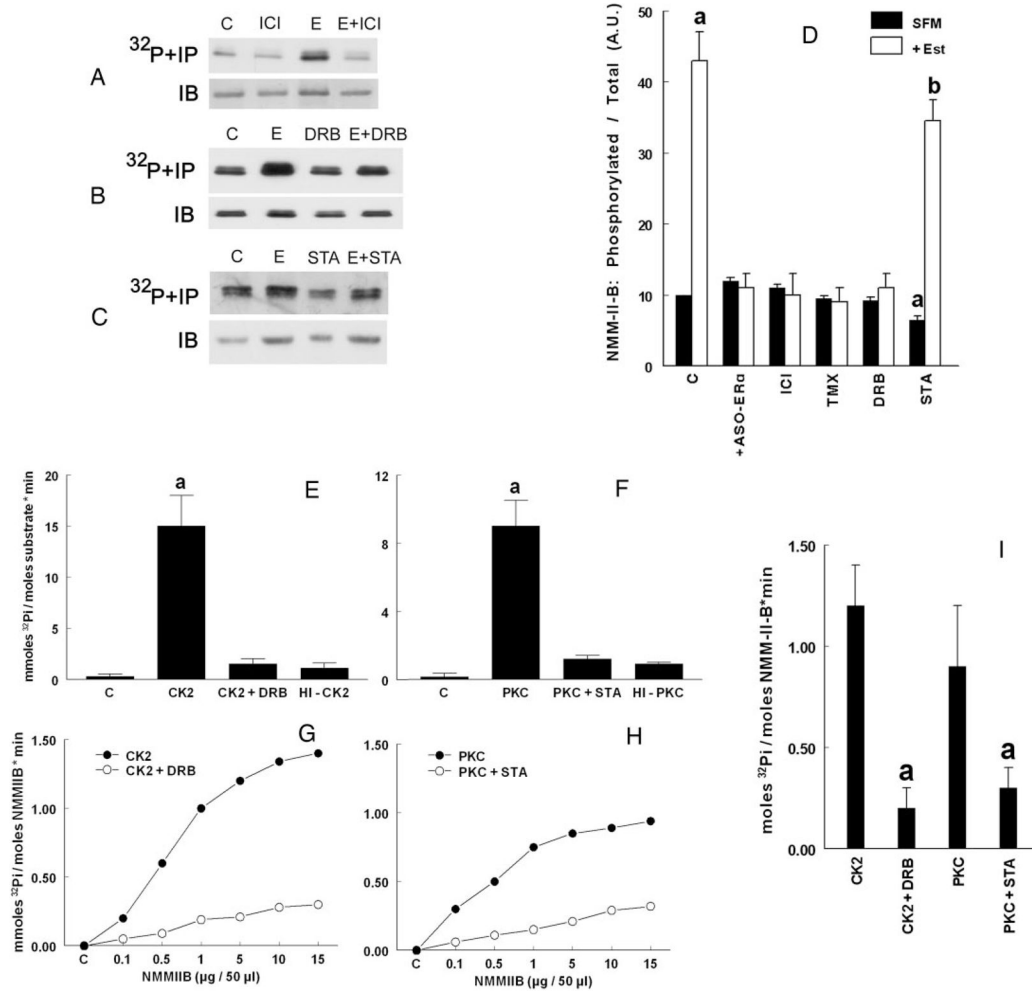 C ICI E E+ICI
A
³²P+IP
IB
C E DRB E+DRB
B
³²P+IP
IB
C E STA E+STA
C
³²P+IP
IB
D
SFM
+ Est
NMM-II-B: Phosphorylated / Total (A.U.)
50
40
30
20
10
0
a
a
b
C
+ASO-ERα
ICI
TMX
DRB
STA
E
mmoles ³²Pi / moles substrate * min
20
15
10
5
0
a
C CK2 CK2 + DRB HI - CK2
F
12
8
4
0
a
C PKC PKC + STA HI - PKC
G
CK2
CK2 + DRB
mmoles ³²Pi / moles NMMIIB * min
1.50
1.00
0.50
0.00
C 0.1 0.5 1 5 10 15
NMMIIB (µg / 50 µl)
H
PKC
PKC + STA
1.50
1.00
0.50
0.00
C 0.1 0.5 1 5 10 15
NMMIIB (µg / 50 µl)
I
moles ³²Pi / moles NMM-II-B*min
1.50
1.00
0.50
0.00
a
a
CK2
CK2 + DRB
PKC
PKC + STA